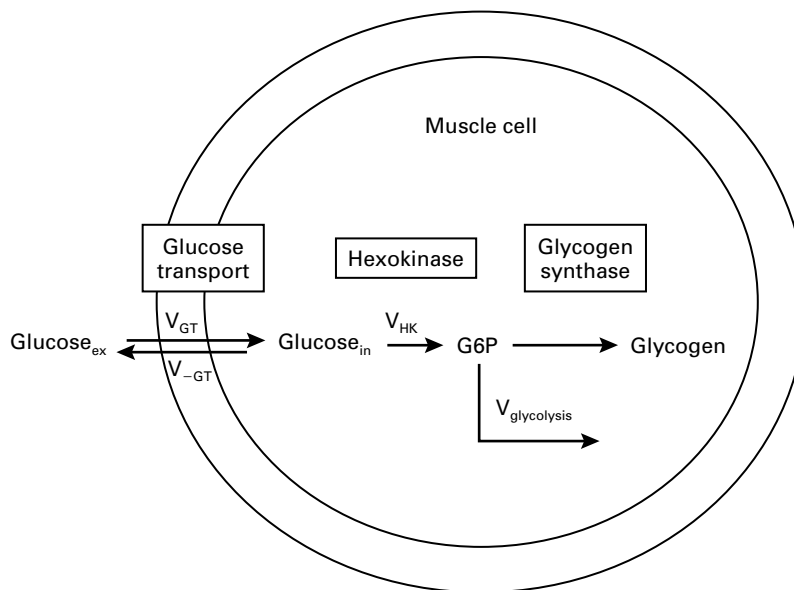 Muscle cell
Glucose
transport
Hexokinase
Glycogen
synthase
Glucose_ex
V_GT
V_–GT
Glucose_in
V_HK
G6P
Glycogen
V_glycolysis